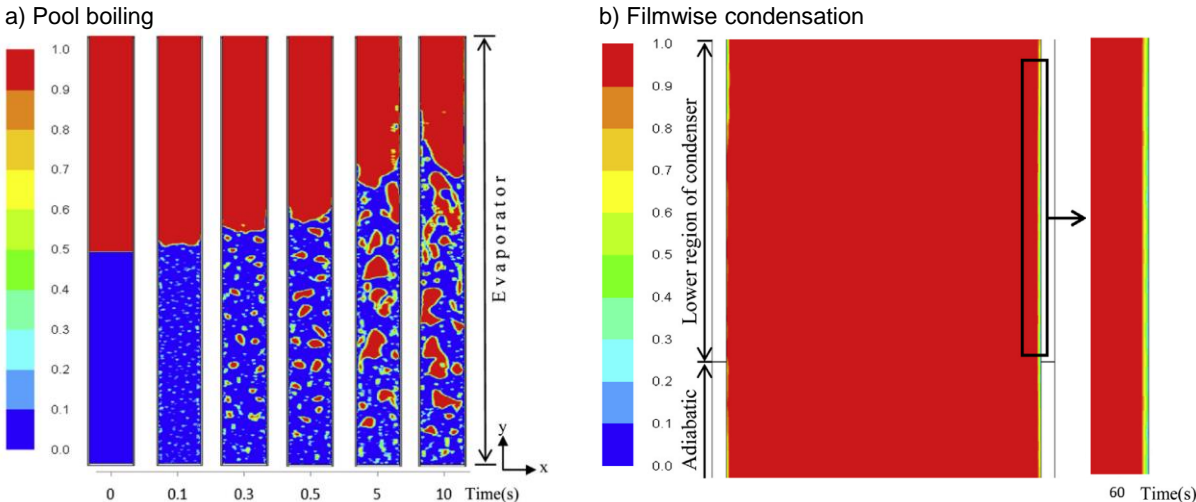 a) Pool boiling
1.0
0.9
0.8
0.7
0.6
0.5
0.4
0.3
0.2
0.1
0.0
Evaporator
y
x
0 0.1 0.3 0.5 5 10 Time(s)
b) Filmwise condensation
1.0
0.9
0.8
0.7
0.6
0.5
0.4
0.3
0.2
0.1
0.0
Lower region of condenser
Adiabatic
60 Time(s)